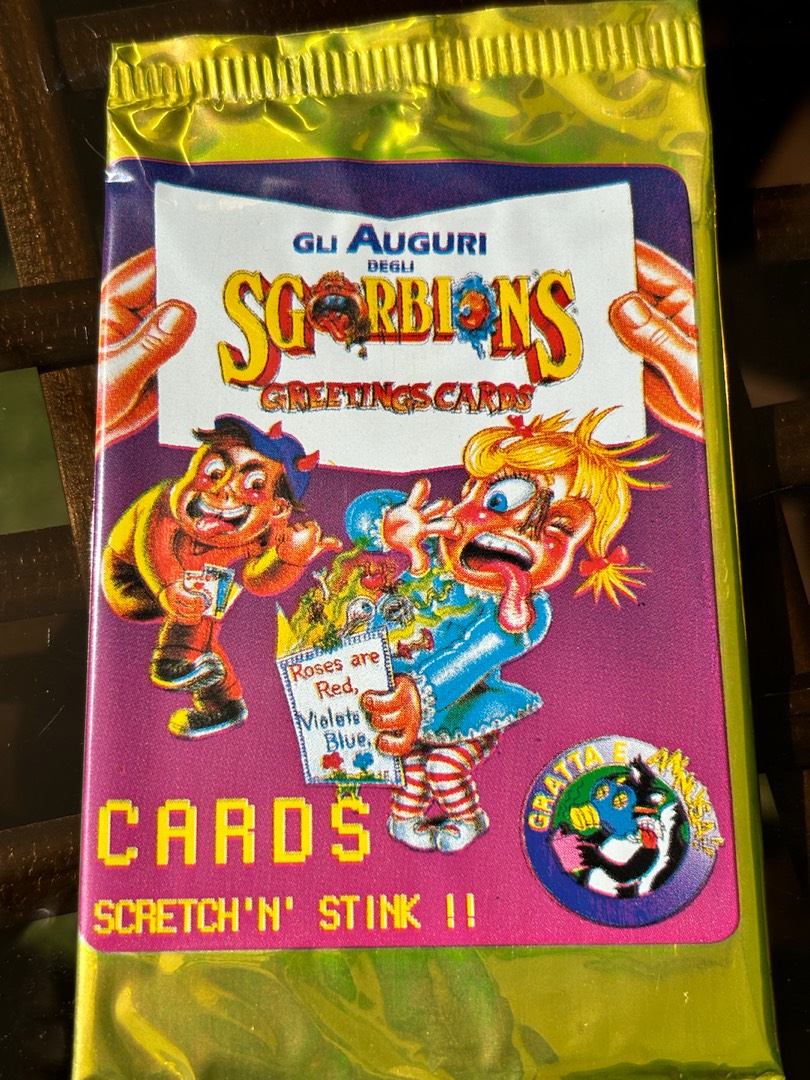 GLI AUGURI
DEGLI
SGORBIONS
GREETINGS CARDS
Roses are
Red,
Violets
Blue,
CARDS
SCRETCH'N' STINK !!
GRATTA E ANNUSA!!